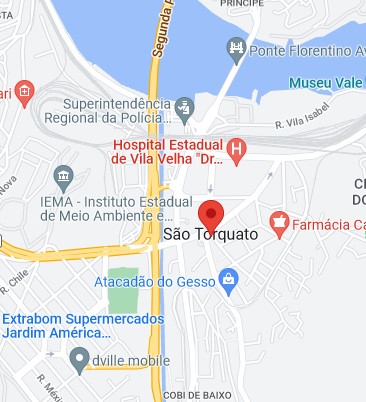 Segunda P
Ponte Florentino Av
Museu Vale
ari
Superintendência
Regional da Polícia...
R. Vila Isabel
Hospital Estadual
de Vila Velha "Dr...
Nova
IEMA - Instituto Estadual
de Meio Ambiente e...
CH
DO
São Torquato
Farmácia Ca
R. Chile
Atacadão do Gesso
Extrabom Supermercados
Jardim América...
dville.mobile
R. Méxi
COBI DE BAIXO